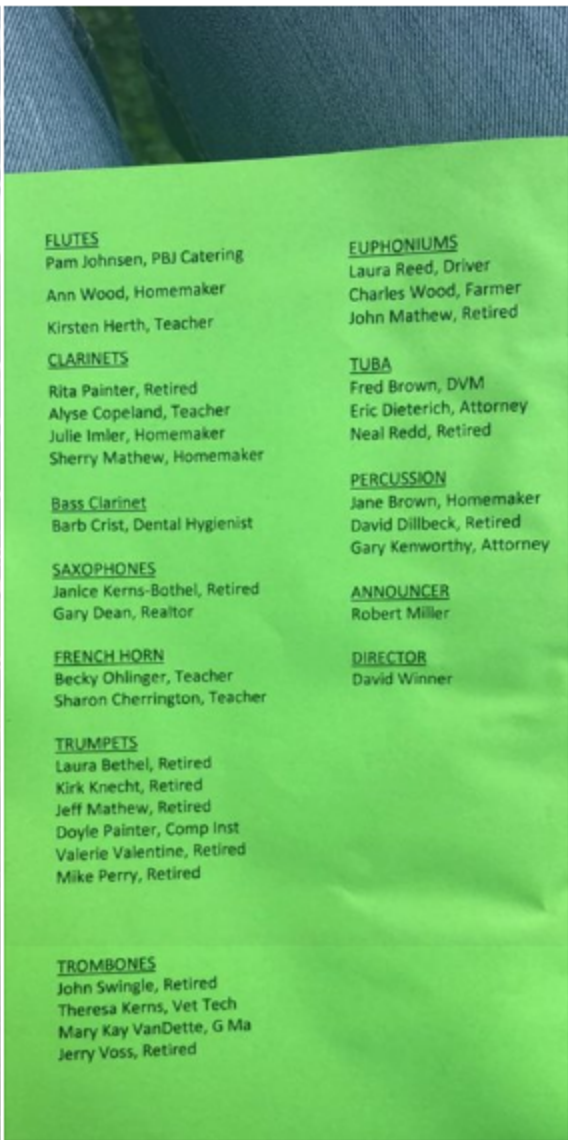 FLUTES
Pam Johnsen, PBJ Catering
Ann Wood, Homemaker
Kirsten Herth, Teacher
CLARINETS
Rita Painter, Retired
Alyse Copeland, Teacher
Julie Imler, Homemaker
Sherry Mathew, Homemaker
Bass Clarinet
Barb Crist, Dental Hygienist
SAXOPHONES
Janice Kerns-Bothel, Retired
Gary Dean, Realtor
FRENCH HORN
Becky Ohlinger, Teacher
Sharon Cherrington, Teacher
TRUMPETS
Laura Bethel, Retired
Kirk Knecht, Retired
Jeff Mathew, Retired
Doyle Painter, Comp Inst
Valerie Valentine, Retired
Mike Perry, Retired
TROMBONES
John Swingle, Retired
Theresa Kerns, Vet Tech
Mary Kay VanDette, G Ma
Jerry Voss, Retired
EUPHONIUMS
Laura Reed, Driver
Charles Wood, Farmer
John Mathew, Retired
TUBA
Fred Brown, DVM
Eric Dieterich, Attorney
Neal Redd, Retired
PERCUSSION
Jane Brown, Homemaker
David Dillbeck, Retired
Gary Kenworthy, Attorney
ANNOUNCER
Robert Miller
DIRECTOR
David Winner